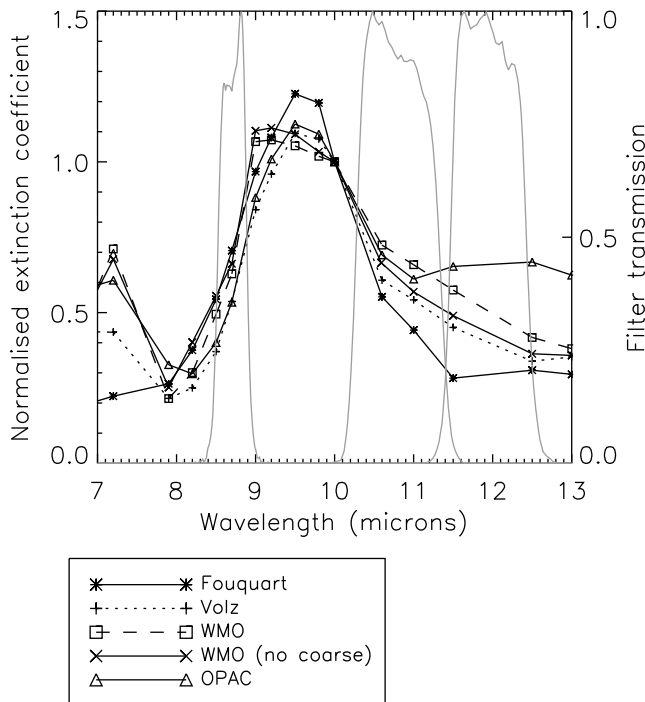 1.5
1.0
1.0
0.5
0.5
0.0
0.0
Normalised extinction coefficient
Filter transmission
7 8 9 10 11 12 13
Wavelength (microns)
Fouquart
Volz
WMO
WMO (no coarse)
OPAC